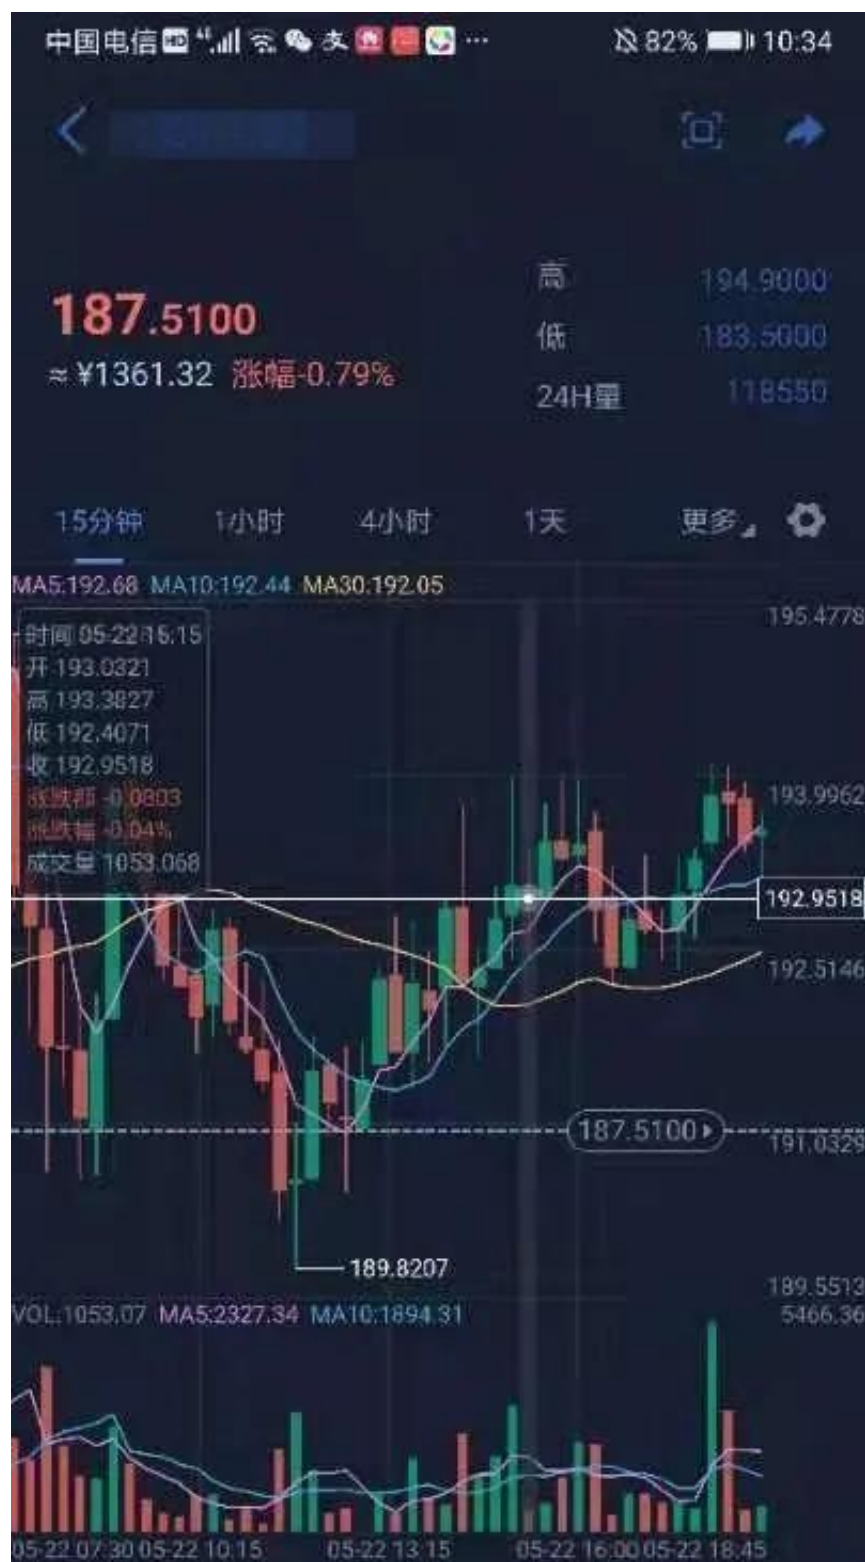 中国电信 HD 4G 82% 10:34
高 194.9000
187.5100
低 183.5000
≈ ¥1361.32 涨幅-0.79%
24H量 118550
15分钟 1小时 4小时 1天 更多
MA5:192.68 MA10:192.44 MA30:192.05
195.4778
时间 05-22 15:15
开 193.0321
高 193.3827
低 192.4071
收 192.9518
涨跌额 -0.0803
涨跌幅 -0.04%
成交量 1053.068
193.9962
192.9518
192.5146
187.5100
191.0329
189.8207
189.5513
VOL:1053.07 MA5:2327.34 MA10:1894.31
5466.36
05-22 07:30 05-22 10:15 05-22 13:15 05-22 16:00 05-22 18:45